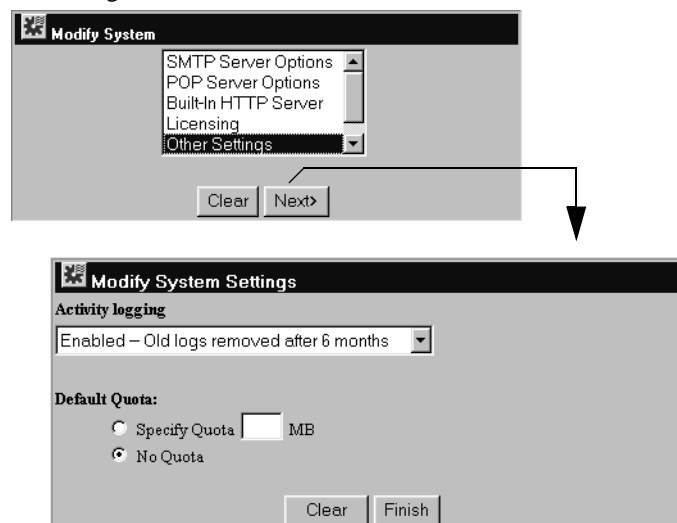 Modify System
SMTP Server Options
POP Server Options
Built-In HTTP Server
Licensing
Other Settings
Clear Next>
Modify System Settings
Activity logging
Enabled – Old logs removed after 6 months
Default Quota:
Specify Quota MB
No Quota
Clear Finish